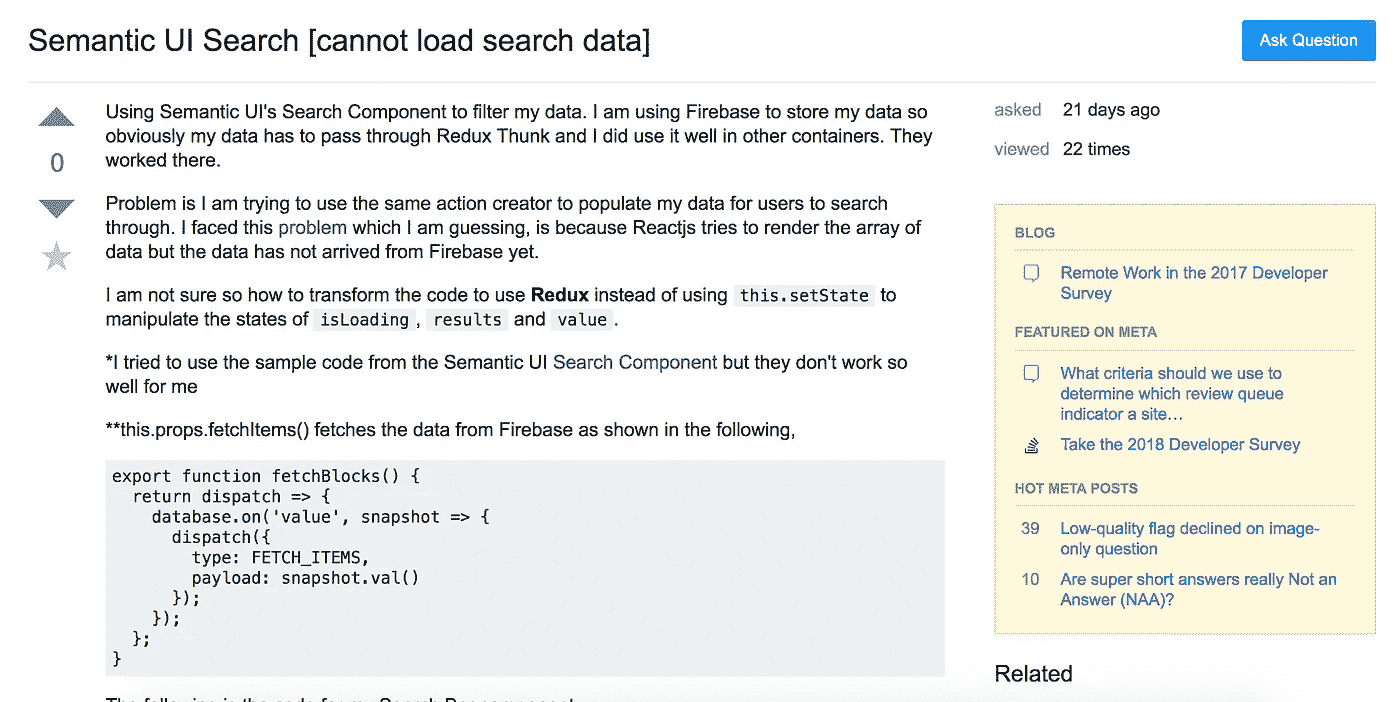 Semantic UI Search [cannot load search data]
Ask Question
Using Semantic UI's Search Component to filter my data. I am using Firebase to store my data so
obviously my data has to pass through Redux Thunk and I did use it well in other containers. They
worked there.
0
Problem is I am trying to use the same action creator to populate my data for users to search
through. I faced this problem which I am guessing, is because Reactjs tries to render the array of
data but the data has not arrived from Firebase yet.
I am not sure so how to transform the code to use Redux instead of using this.setState to
manipulate the states of isLoading, results and value.
*I tried to use the sample code from the Semantic UI Search Component but they don't work so
well for me
**this.props.fetchItems() fetches the data from Firebase as shown in the following,
export function fetchBlocks() {
  return dispatch => {
    database.on('value', snapshot => {
      dispatch({
        type: FETCH_ITEMS,
        payload: snapshot.val()
      });
    });
  };
}
asked 21 days ago
viewed 22 times
BLOG
Remote Work in the 2017 Developer
Survey
FEATURED ON META
What criteria should we use to
determine which review queue
indicator a site…
Take the 2018 Developer Survey
HOT META POSTS
39 Low-quality flag declined on image-
only question
10 Are super short answers really Not an
Answer (NAA)?
Related